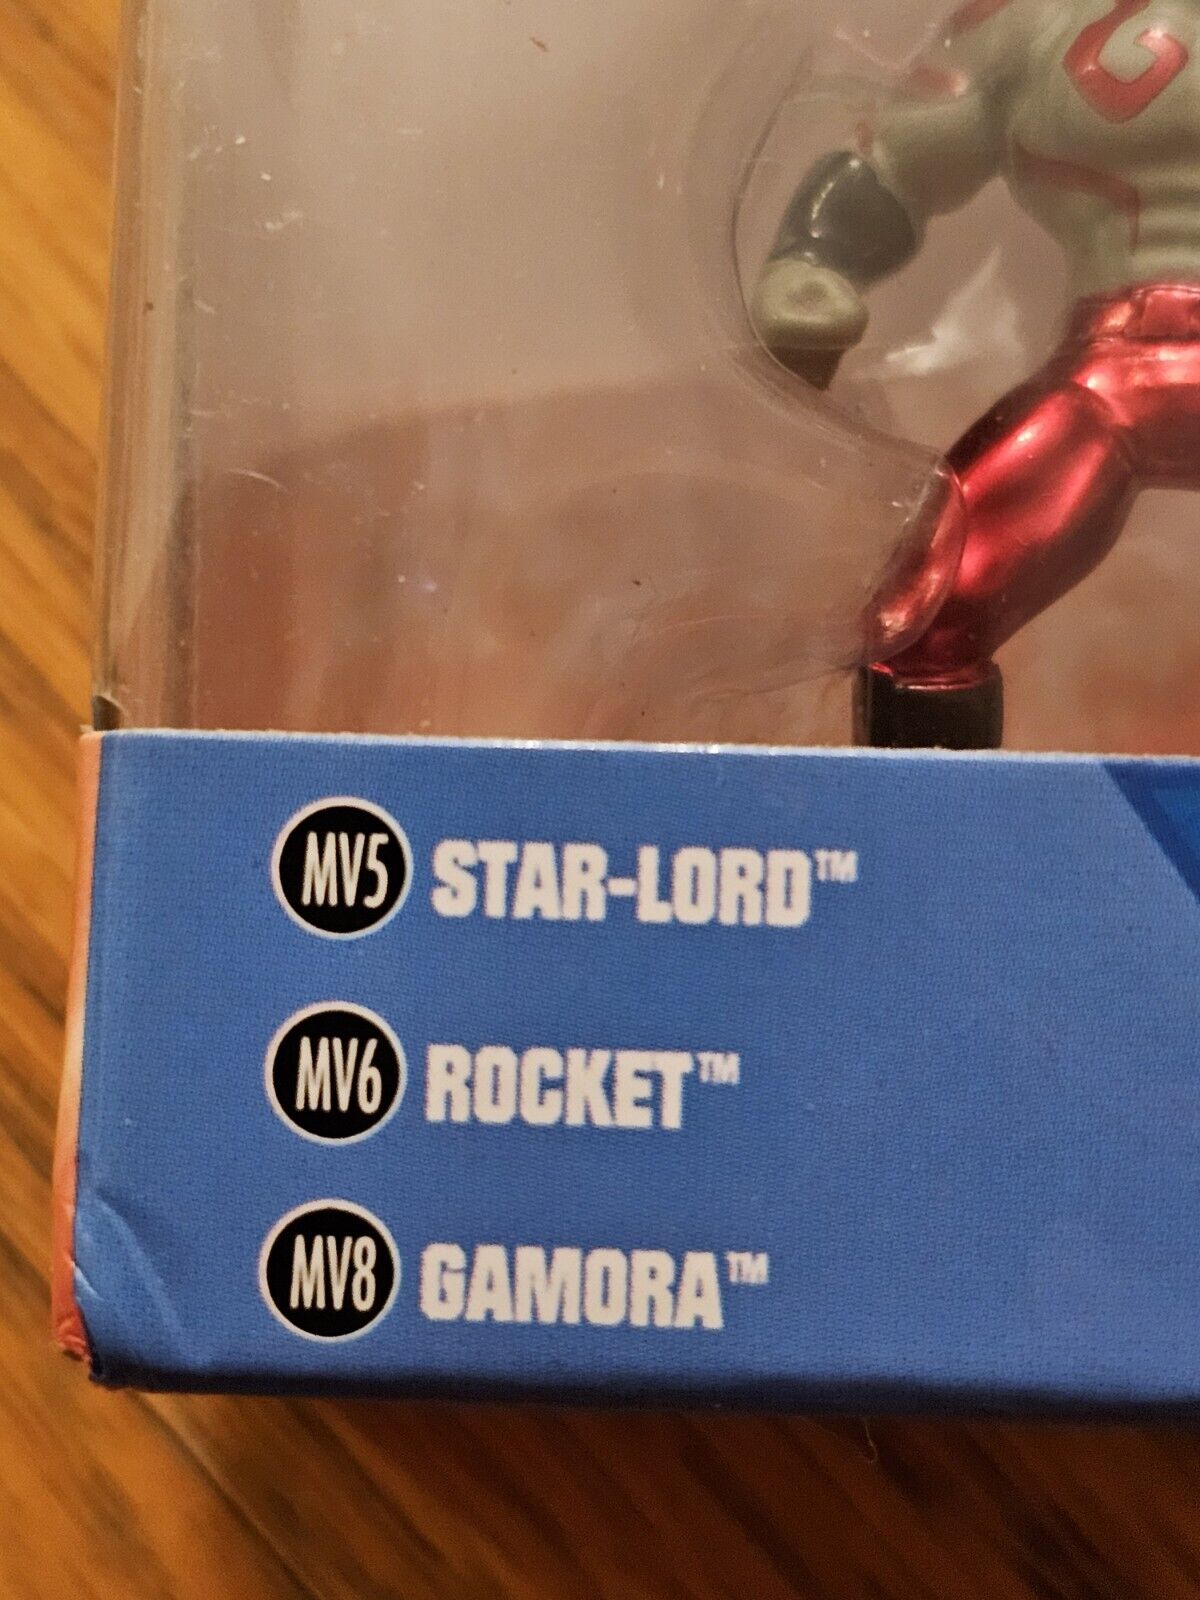 MV5 STAR-LORD™
MV6 ROCKET™
MV8 GAMORA™